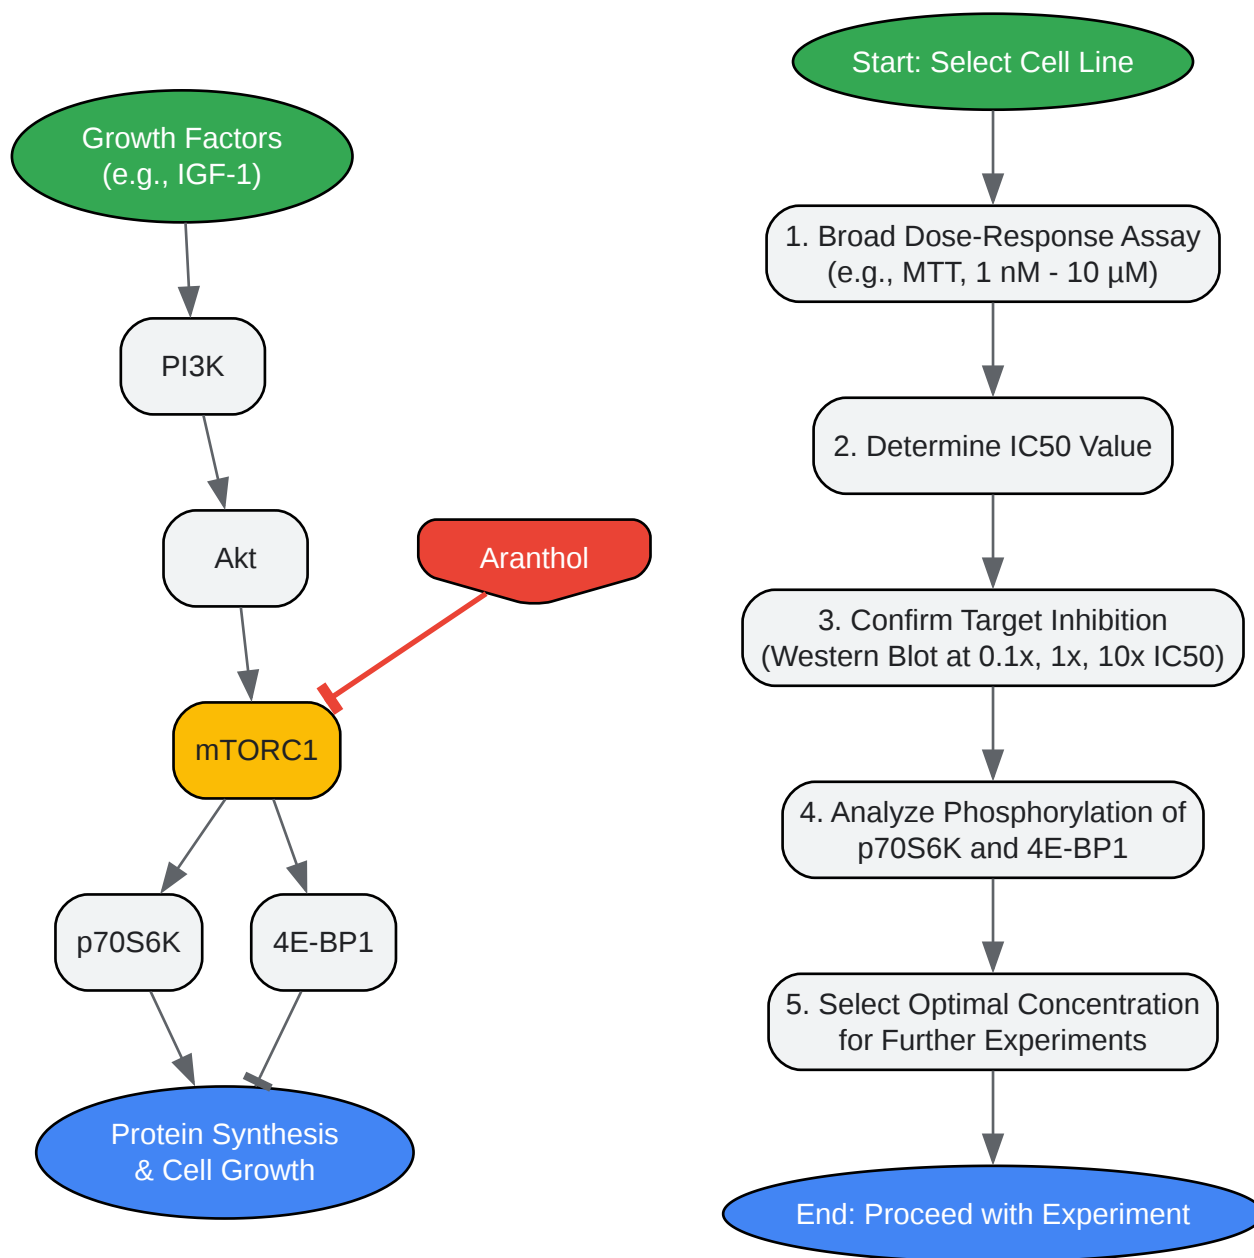 Growth Factors
(e.g., IGF-1)
PI3K
Akt
Aranthol
mTORC1
p70S6K
4E-BP1
Protein Synthesis
& Cell Growth
Start: Select Cell Line
1. Broad Dose-Response Assay
(e.g., MTT, 1 nM - 10 µM)
2. Determine IC50 Value
3. Confirm Target Inhibition
(Western Blot at 0.1x, 1x, 10x IC50)
4. Analyze Phosphorylation of
p70S6K and 4E-BP1
5. Select Optimal Concentration
for Further Experiments
End: Proceed with Experiment